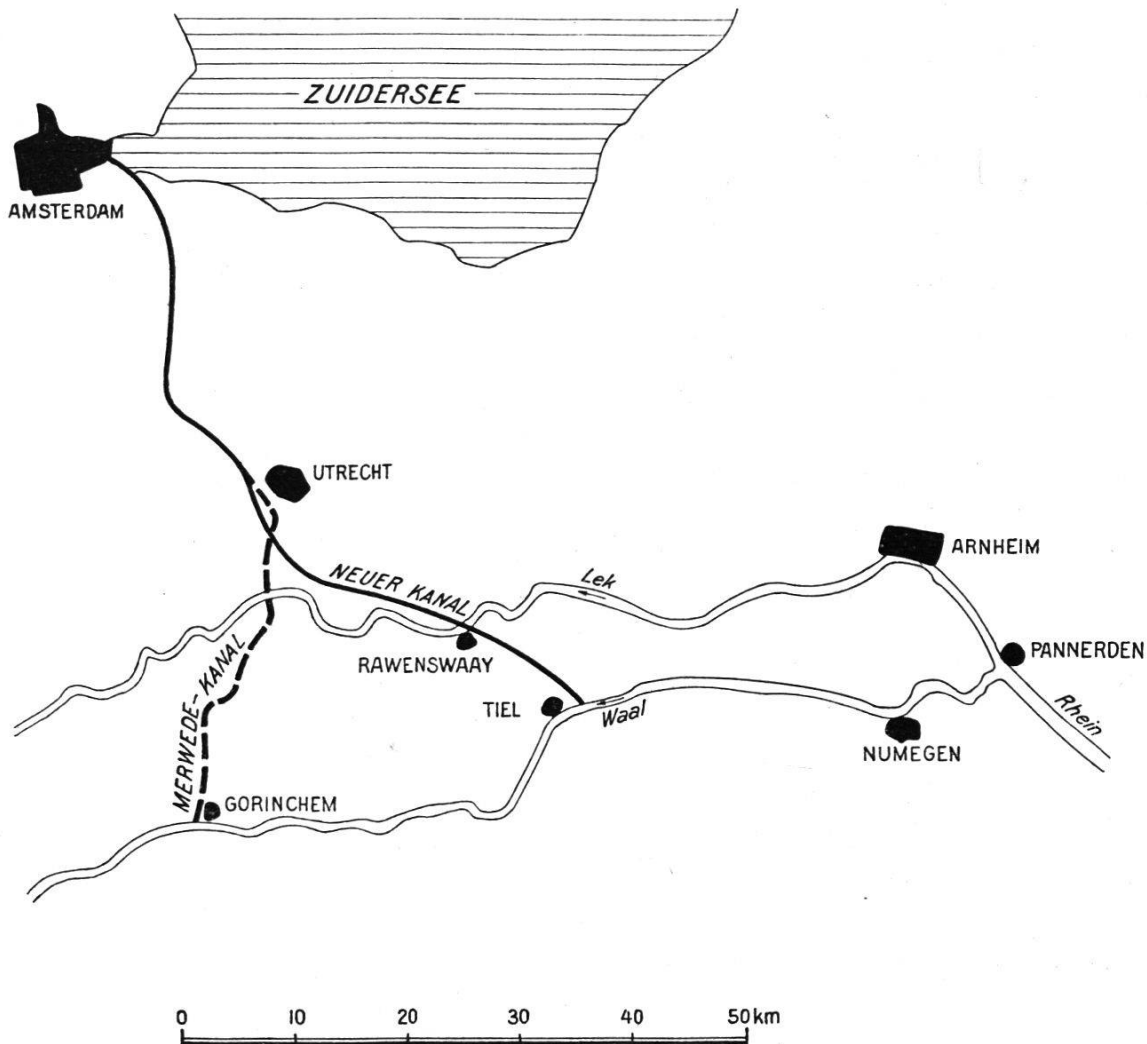 ZUIDERSEE
AMSTERDAM
UTRECHT
ARNHEIM
NEUER KANAL
Lek
MERWEDE-KANAL
RAWENSWAAY
PANNERDEN
TIEL
Waal
Rhein
NUMEGEN
GORINCHEM
0 10 20 30 40 50 km